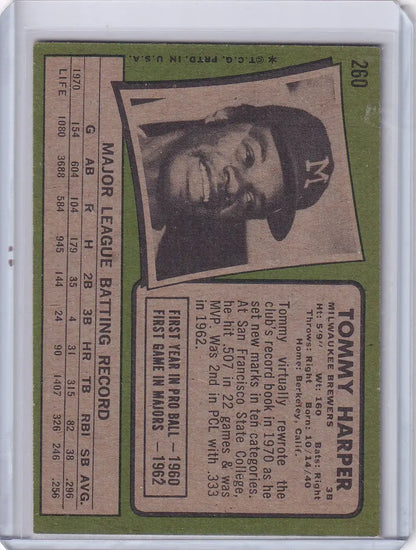 260
TOMMY HARPER
MILWAUKEE BREWERS 3B
Ht: 5'9" Wt: 160 Bats: Right
Throws: Right Born: 10/14/40
Home: Berkeley, Calif.
Tommy virtually rewrote the
club's record book in 1970 as he
set new marks in ten categories.
At San Francisco State College,
he hit .507 in 22 games & was
MVP. Was 2nd in PCL with .333
in 1962.
FIRST YEAR IN PRO BALL — 1960
FIRST GAME IN MAJORS — 1962
M
✱©T.C.G. PRTD. IN U.S.A.
MAJOR LEAGUE BATTING RECORD
G AB R H 2B 3B HR TB RBI SB AVG.
1970 154 604 104 179 35 4 31 315 82 38 .296
LIFE 1080 3688 584 945 144 24 90 1407 326 246 .256